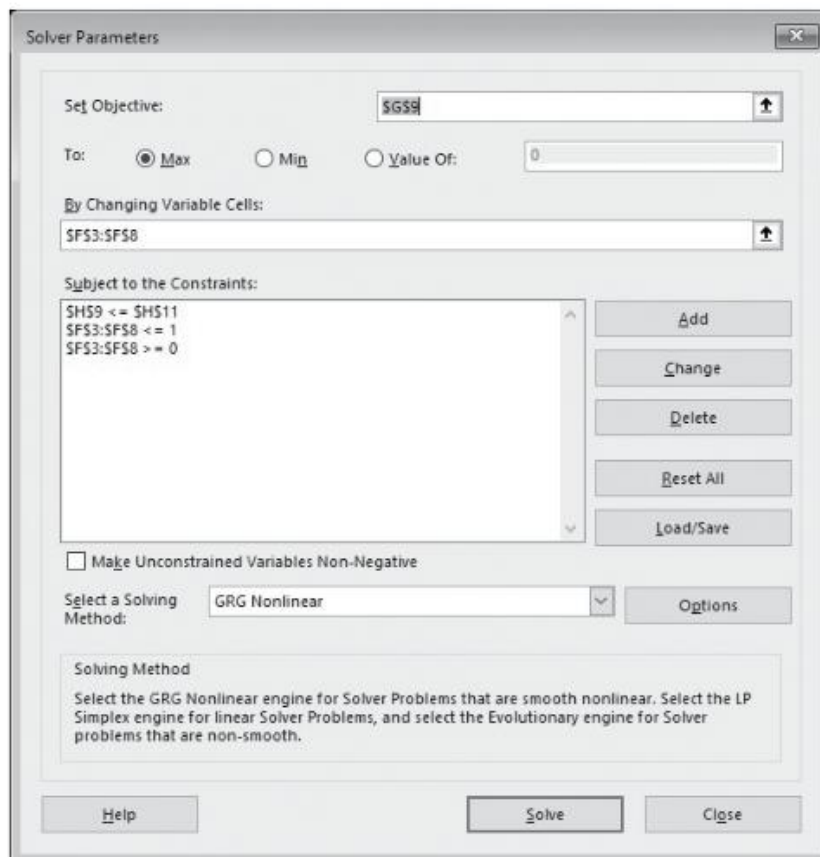 Solver Parameters
Set Objective:
$G$9
To:
Max
Min
Value Of:
0
By Changing Variable Cells:
$F$3:$F$8
Subject to the Constraints:
$H$9 <= $H$11
$F$3:$F$8 <= 1
$F$3:$F$8 >= 0
Add
Change
Delete
Reset All
Load/Save
Make Unconstrained Variables Non-Negative
Select a Solving
Method:
GRG Nonlinear
Options
Solving Method
Select the GRG Nonlinear engine for Solver Problems that are smooth nonlinear. Select the LP
Simplex engine for linear Solver Problems, and select the Evolutionary engine for Solver
problems that are non-smooth.
Help
Solve
Close